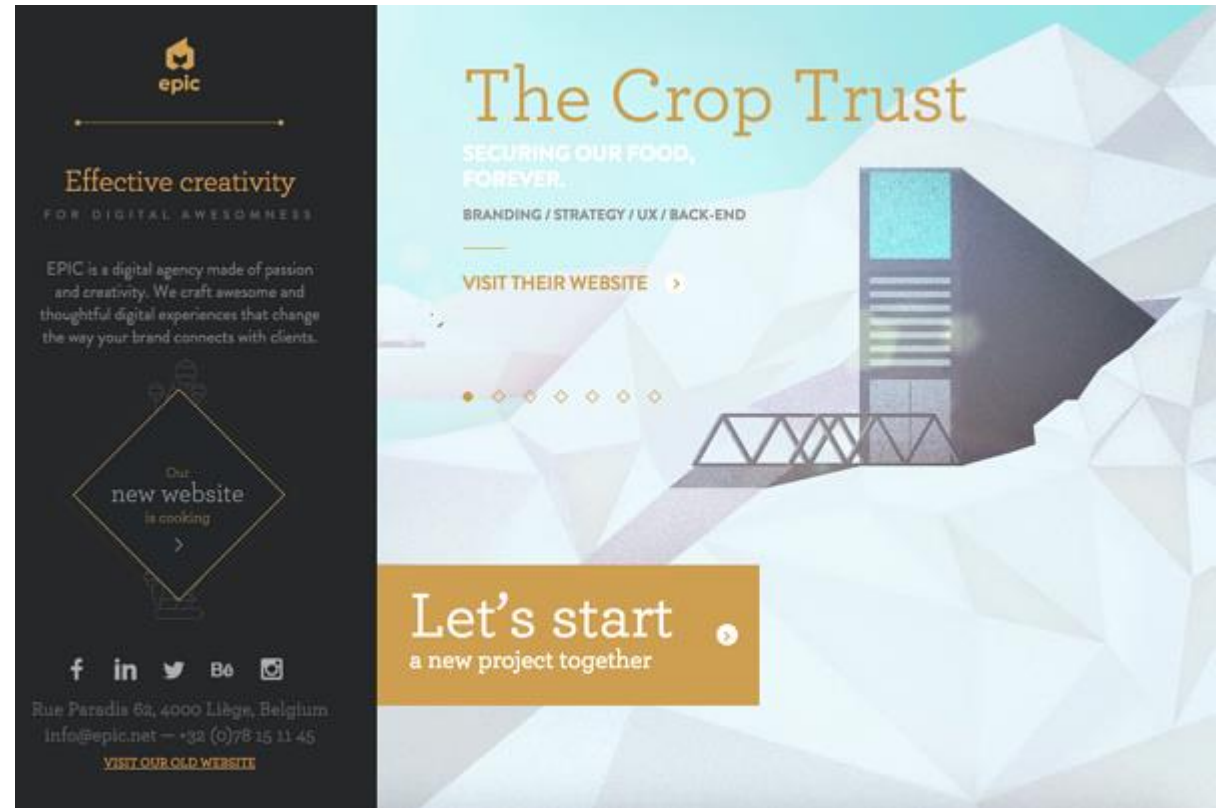 epic
Effective creativity
FOR DIGITAL AWESOMNESS
EPIC is a digital agency made of passion
and creativity. We craft awesome and
thoughtful digital experiences that change
the way your brand connects with clients.
Our
new website
is cooking
f in Bē
Rue Paradis 62, 4000 Liège, Belgium
info@epic.net — +32 (0)78 15 11 45
VISIT OUR OLD WEBSITE
The Crop Trust
SECURING OUR FOOD,
FOREVER.
BRANDING / STRATEGY / UX / BACK-END
VISIT THEIR WEBSITE
Let's start
a new project together